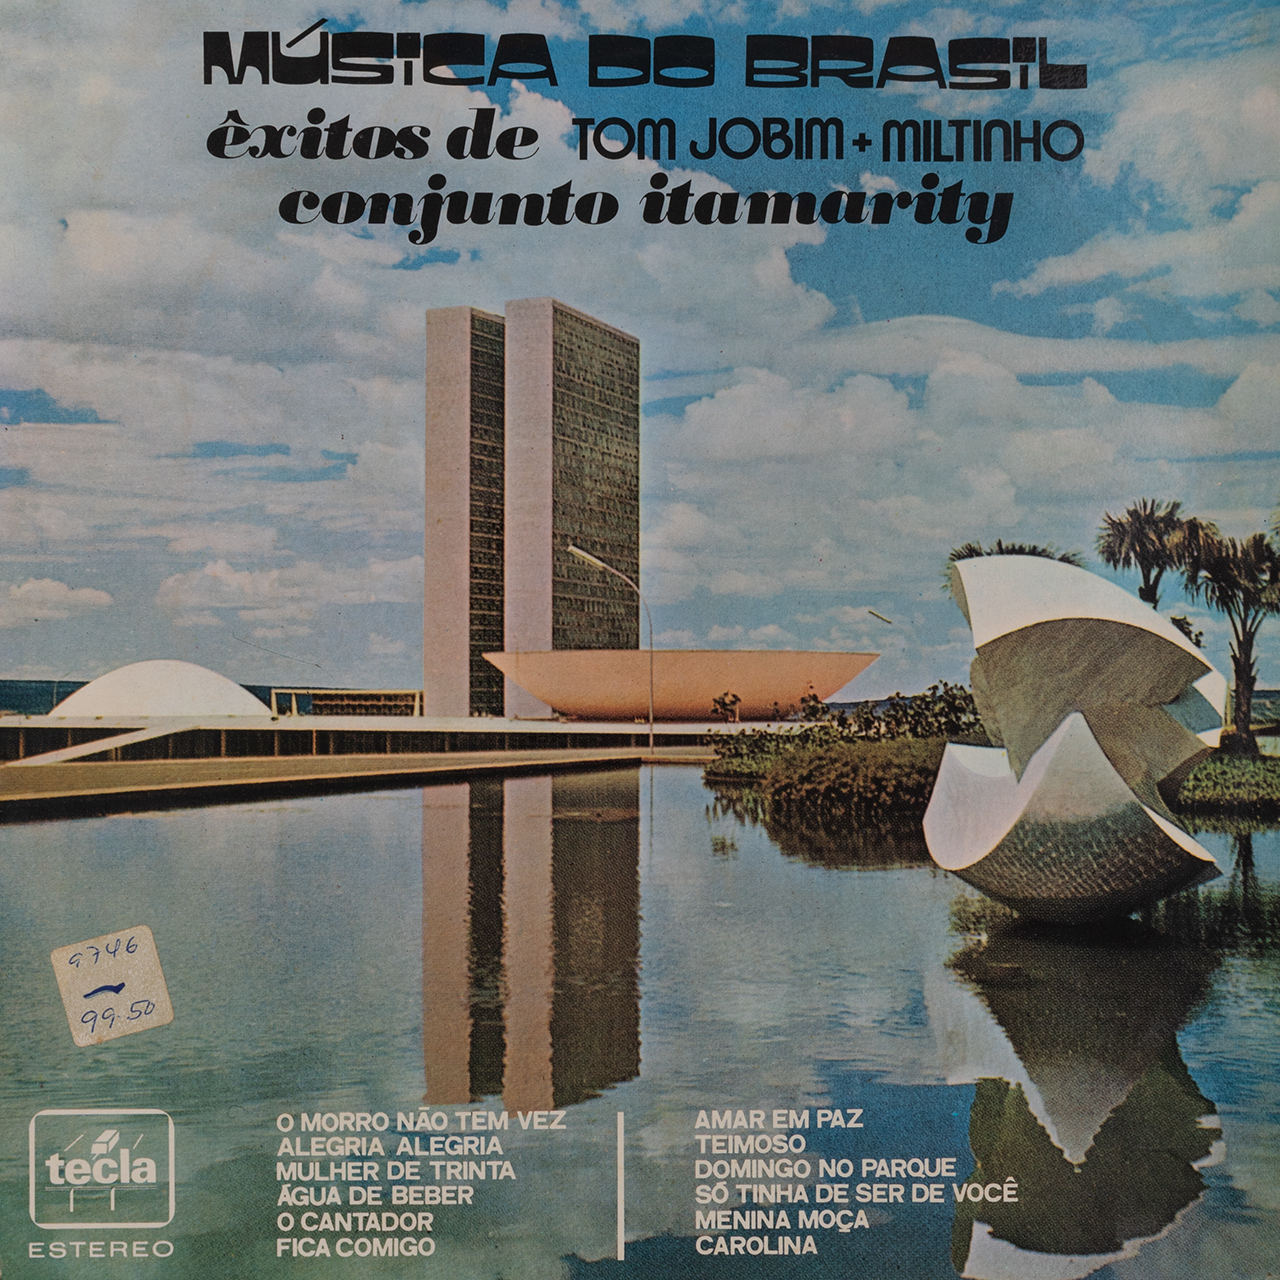 MÚSICA DO BRASIL
êxitos de TOM JOBIM + MILTINHO
conjunto itamarity
9746
99.50
tecla
ESTEREO
O MORRO NÃO TEM VEZ
ALEGRIA ALEGRIA
MULHER DE TRINTA
ÁGUA DE BEBER
O CANTADOR
FICA COMIGO
AMAR EM PAZ
TEIMOSO
DOMINGO NO PARQUE
SÓ TINHA DE SER DE VOCÊ
MENINA MOÇA
CAROLINA